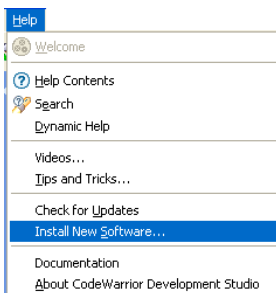 Help
Welcome
Help Contents
Search
Dynamic Help
Videos...
Tips and Tricks...
Check for Updates
Install New Software...
Documentation
About CodeWarrior Development Studio